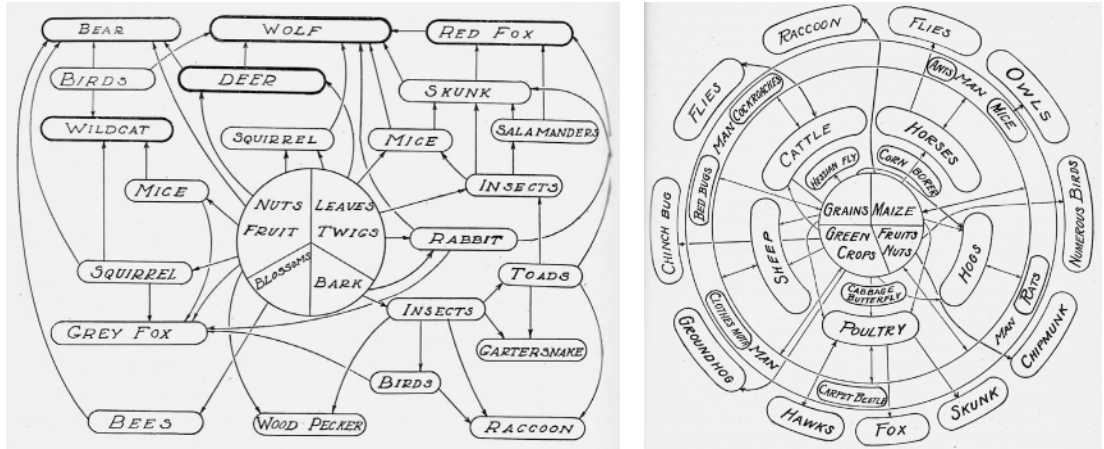 BEAR
WOLF
RED FOX
BIRDS
DEER
SKUNK
WILDCAT
SQUIRREL
MICE
SALAMANDERS
MICE
INSECTS
NUTS
LEAVES
FRUIT
TWIGS
RABBIT
BLOSSOMS
BARK
SQUIRREL
TOADS
INSECTS
GREY FOX
GARTERSNAKE
BIRDS
BEES
WOOD PECKER
RACCOON
RACCOON
FLIES
OWLS
FLIES
MAN
COCKROACHES
ANTS
MAN
MICE
CATTLE
HORSES
HESSIAN FLY
CORN BORER
BED BUGS
CHINCH BUG
NUMEROUS BIRDS
GRAINS
MAIZE
GREEN
CROPS
FRUITS
NUTS
SHEEP
HOGS
CABBAGE
BUTTERFLY
POULTRY
RATS
MAN
CLOTHES MOTH
MAN
GROUNDHOG
CHIPMUNK
CARPET BEETLE
HAWKS
FOX
SKUNK